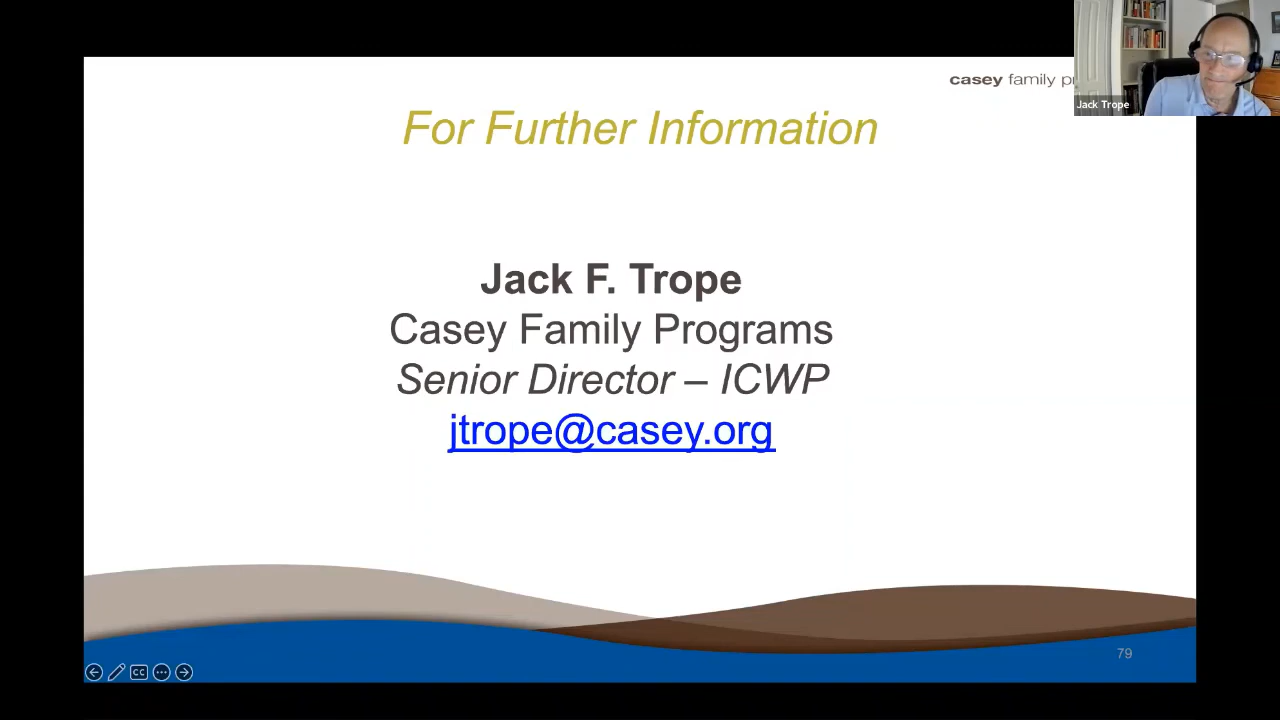 casey family pr
Jack Trope
For Further Information
Jack F. Trope
Casey Family Programs
Senior Director – ICWP
jtrope@casey.org
79
CC